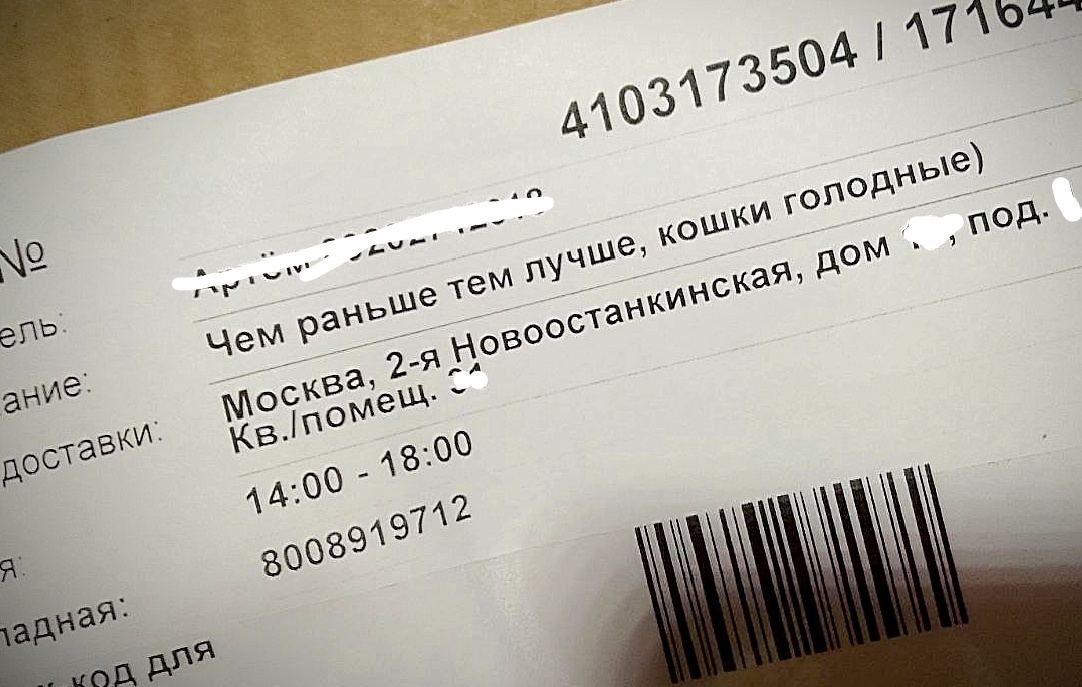 4103173504 / 17164
№
ель:
Чем раньше тем лучше, кошки голодные)
ание:
Москва, 2-я Новоостанкинская, дом , под.
Кв./помещ.
доставки:
14:00 - 18:00
я:
8008919712
ладная:
код для